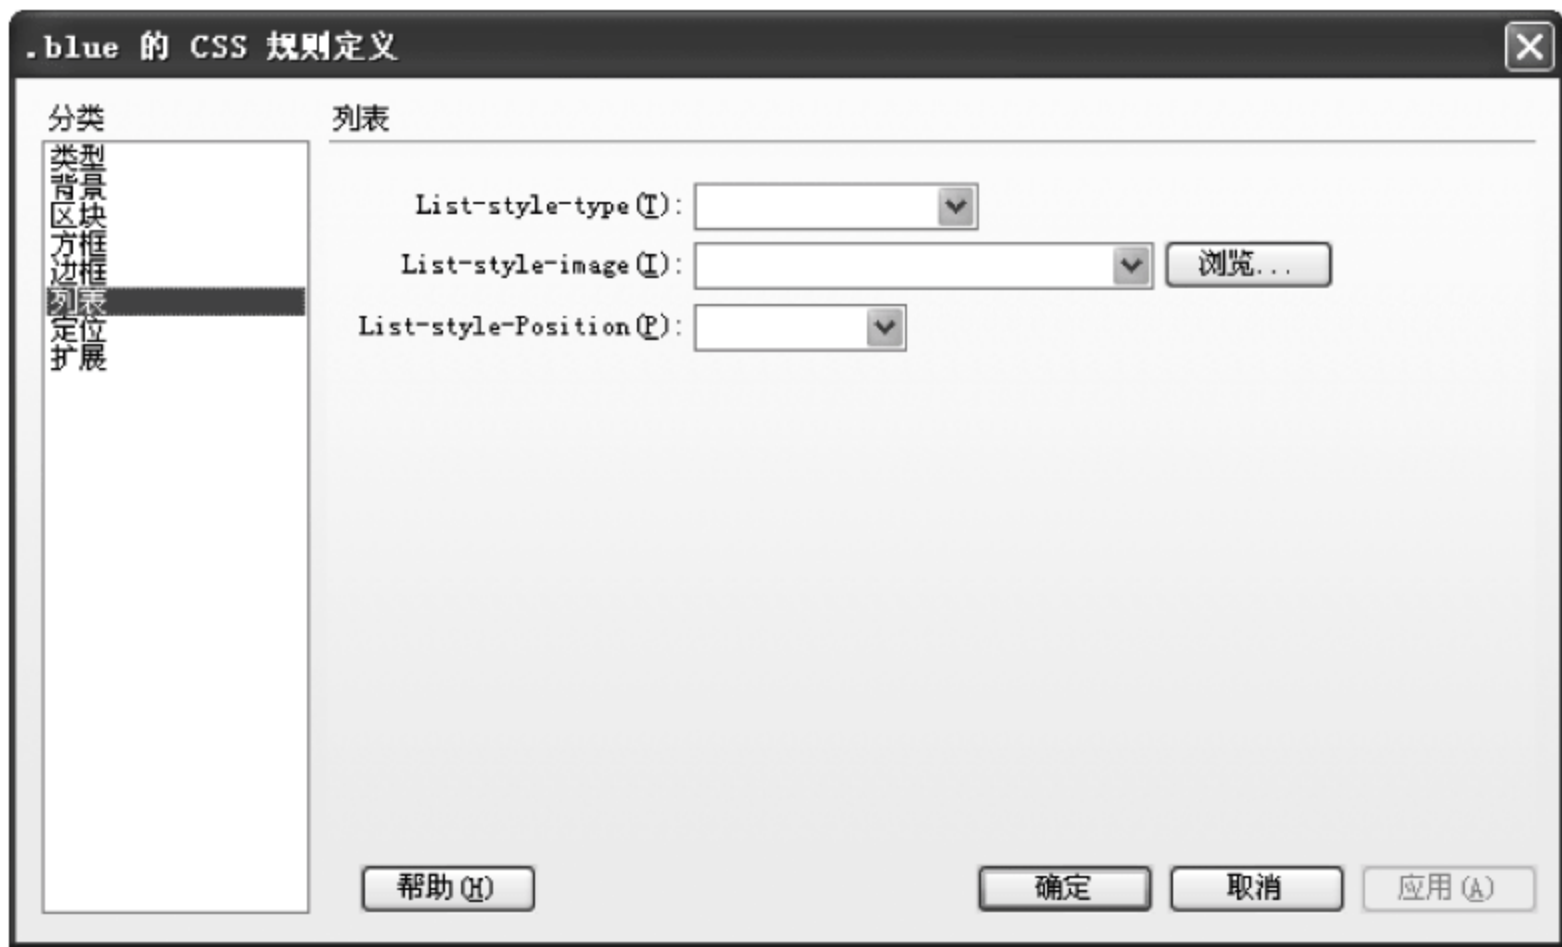 .blue 的 CSS 规则定义
分类
类型
背景
区块
方框
边框
列表
定位
扩展
列表
List-style-type(T):
List-style-image(I):
浏览...
List-style-Position(P):
帮助(H)
确定
取消
应用(A)